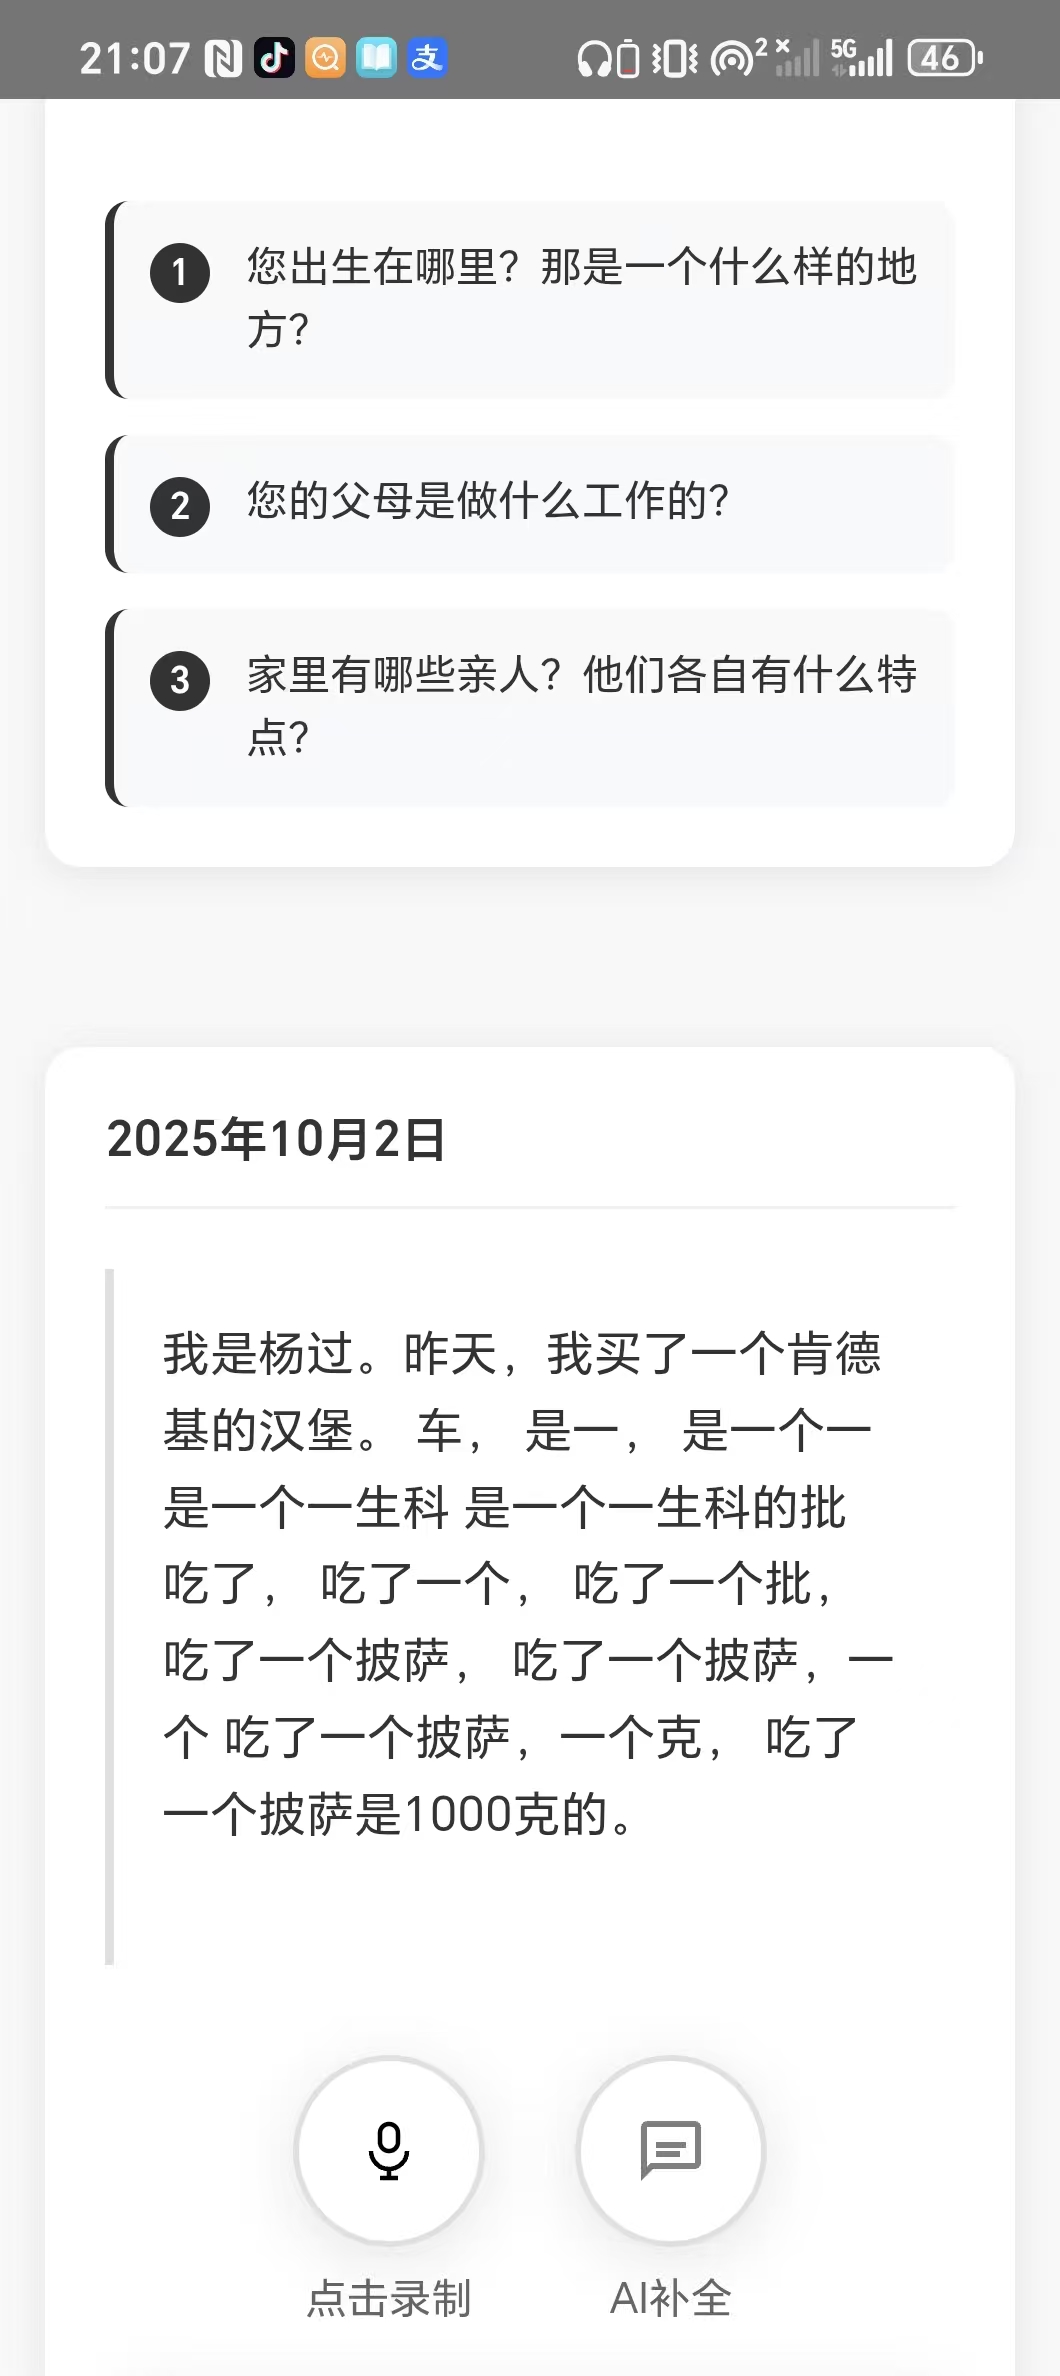 21:07 支 2 5G 46
1 您出生在哪里？那是一个什么样的地
方？
2 您的父母是做什么工作的？
3 家里有哪些亲人？他们各自有什么特
点？
2025年10月2日
我是杨过。昨天，我买了一个肯德
基的汉堡。 车， 是一， 是一个一
是一个一生科 是一个一生科的批
吃了， 吃了一个， 吃了一个批，
吃了一个披萨， 吃了一个披萨，一
个 吃了一个披萨，一个克， 吃了
一个披萨是1000克的。
点击录制 AI补全